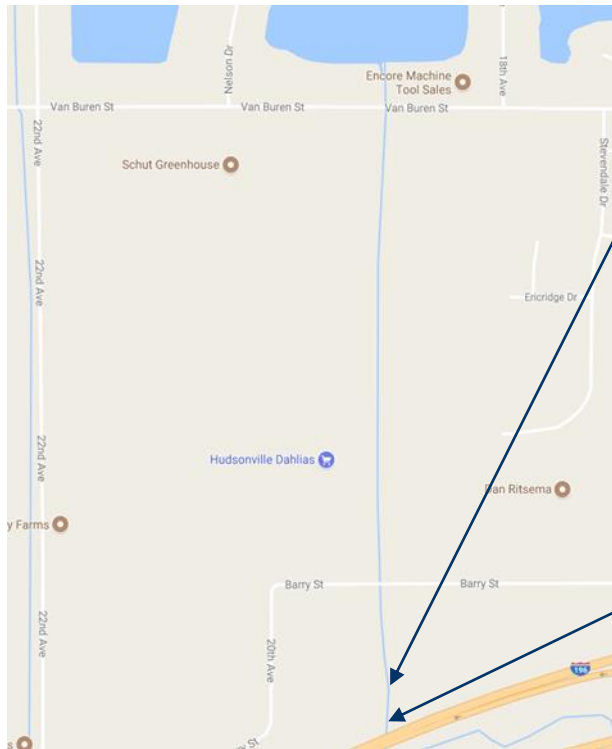 Nelson Dr
Encore Machine
Tool Sales
18th Ave
Van Buren St
Van Buren St
Van Buren St
22nd Ave
Schut Greenhouse
Stevendale Dr
22nd Ave
Ericridge Dr
22nd Ave
Hudsonville Dahlias
Dan Ritsema
y Farms
Barry St
Barry St
22nd Ave
20th Ave
196
ry St
s